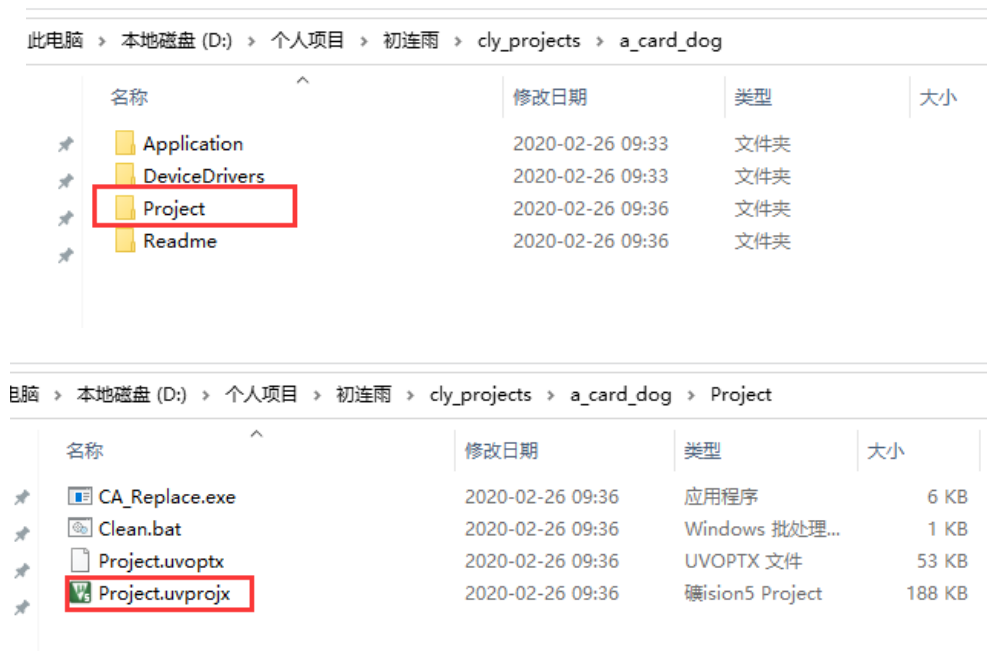 此电脑 › 本地磁盘 (D:) › 个人项目 › 初连雨 › cly_projects › a_card_dog
名称 修改日期 类型 大小
Application 2020-02-26 09:33 文件夹
DeviceDrivers 2020-02-26 09:33 文件夹
Project 2020-02-26 09:36 文件夹
Readme 2020-02-26 09:36 文件夹
电脑 › 本地磁盘 (D:) › 个人项目 › 初连雨 › cly_projects › a_card_dog › Project
名称 修改日期 类型 大小
CA_Replace.exe 2020-02-26 09:36 应用程序 6 KB
Clean.bat 2020-02-26 09:36 Windows 批处理... 1 KB
Project.uvoptx 2020-02-26 09:36 UVOPTX 文件 53 KB
Project.uvprojx 2020-02-26 09:36 礦ision5 Project 188 KB